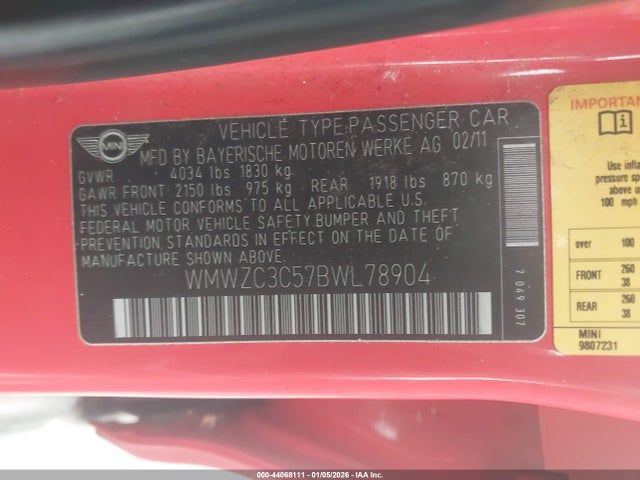 MINI
VEHICLE TYPE:PASSENGER CAR
MFD BY BAYERISCHE MOTOREN WERKE AG 02/11
GVWR 4034 lbs 1830 kg
GAWR FRONT: 2150 lbs 975 kg REAR 1918 lbs 870 kg
THIS VEHICLE CONFORMS TO ALL APPLICABLE U.S.
FEDERAL MOTOR VEHICLE SAFETY,BUMPER AND THEFT
PREVENTION STANDARDS IN EFFECT ON THE DATE OF
MANUFACTURE SHOWN ABOVE.
WMWZC3C57BWL78904
7 049 307
IMPORTAN
Use infla
pressure sp
above in
100 mph
over 100
FRONT 260 38
REAR 260 38
MINI
9807231
000-44068111 - 01/05/2026 - IAA Inc.